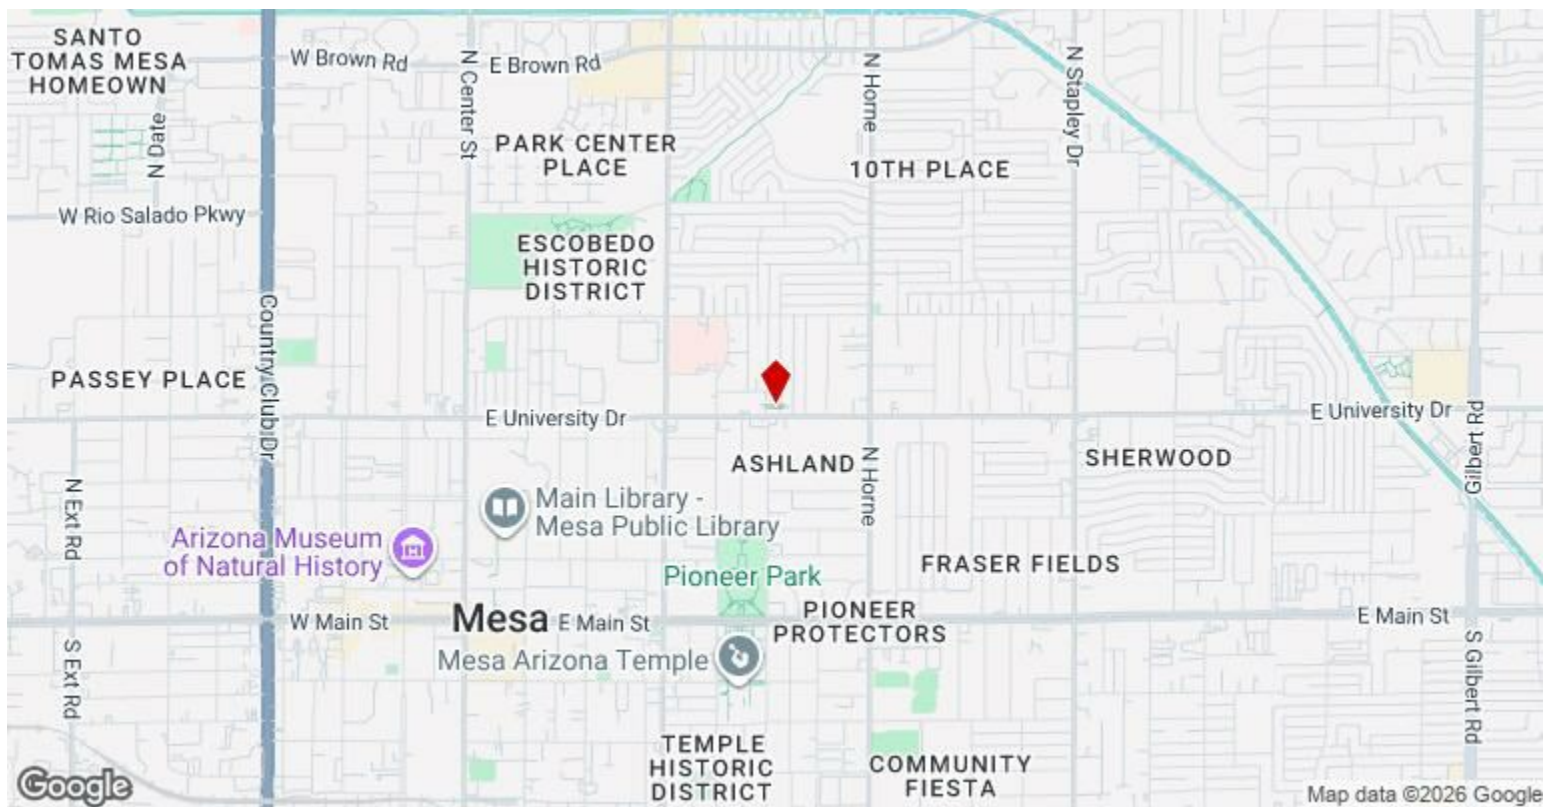 SANTO
TOMAS MESA
HOMEOWN
W Brown Rd
E Brown Rd
N Center St
N Horne
N Stapley Dr
N Date
PARK CENTER
PLACE
10TH PLACE
W Rio Salado Pkwy
ESCOBEDO
HISTORIC
DISTRICT
Country Club Dr
PASSEY PLACE
E University Dr
E University Dr
Gilbert Rd
ASHLAND
N Horne
SHERWOOD
N Ext Rd
Main Library -
Mesa Public Library
Arizona Museum
of Natural History
Pioneer Park
FRASER FIELDS
PIONEER
PROTECTORS
W Main St
Mesa
E Main St
E Main St
S Ext Rd
Mesa Arizona Temple
S Gilbert Rd
TEMPLE
HISTORIC
DISTRICT
COMMUNITY
FIESTA
Google
Map data ©2026 Google